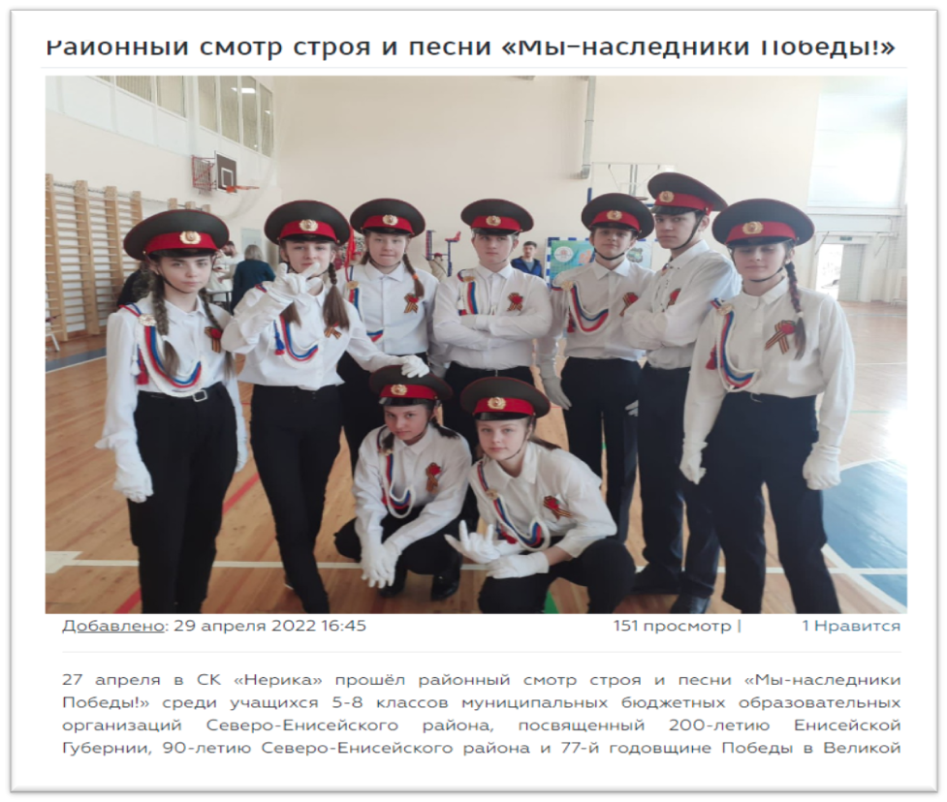 Районный смотр строя и песни «Мы-наследники Победы!»
Добавлено: 29 апреля 2022 16:45
151 просмотр |
1 Нравится
27 апреля в СК «Нерика» прошёл районный смотр строя и песни «Мы-наследники
Победы!» среди учащихся 5-8 классов муниципальных бюджетных образовательных
организаций Северо-Енисейского района, посвященный 200-летию Енисейской
Губернии, 90-летию Северо-Енисейского района и 77-й годовщине Победы в Великой